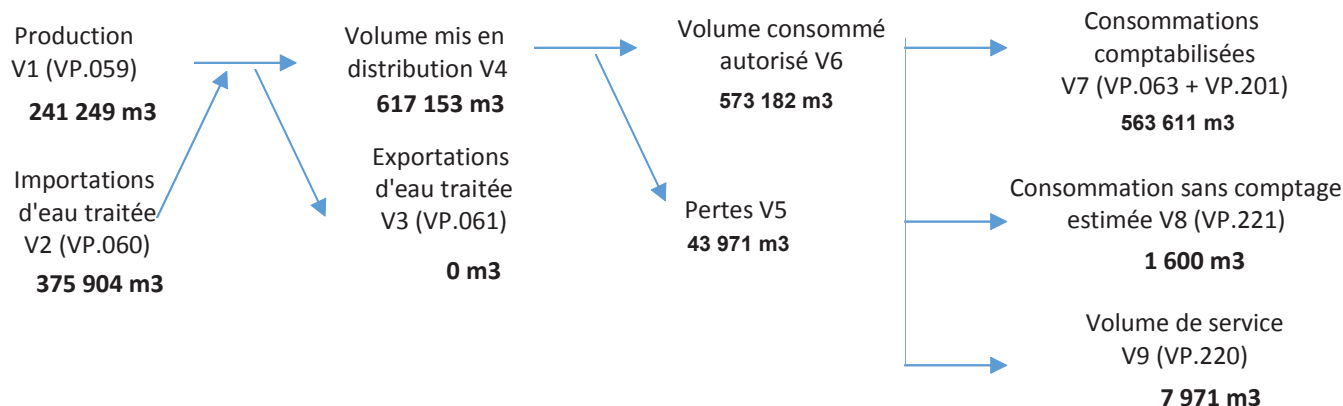 Production
V1 (VP.059)
241 249 m3
Importations
d'eau traitée
V2 (VP.060)
375 904 m3
Volume mis en
distribution V4
617 153 m3
Exportations
d'eau traitée
V3 (VP.061)
0 m3
Volume consommé
autorisé V6
573 182 m3
Pertes V5
43 971 m3
Consommations
comptabilisées
V7 (VP.063 + VP.201)
563 611 m3
Consommation sans comptage
estimée V8 (VP.221)
1 600 m3
Volume de service
V9 (VP.220)
7 971 m3